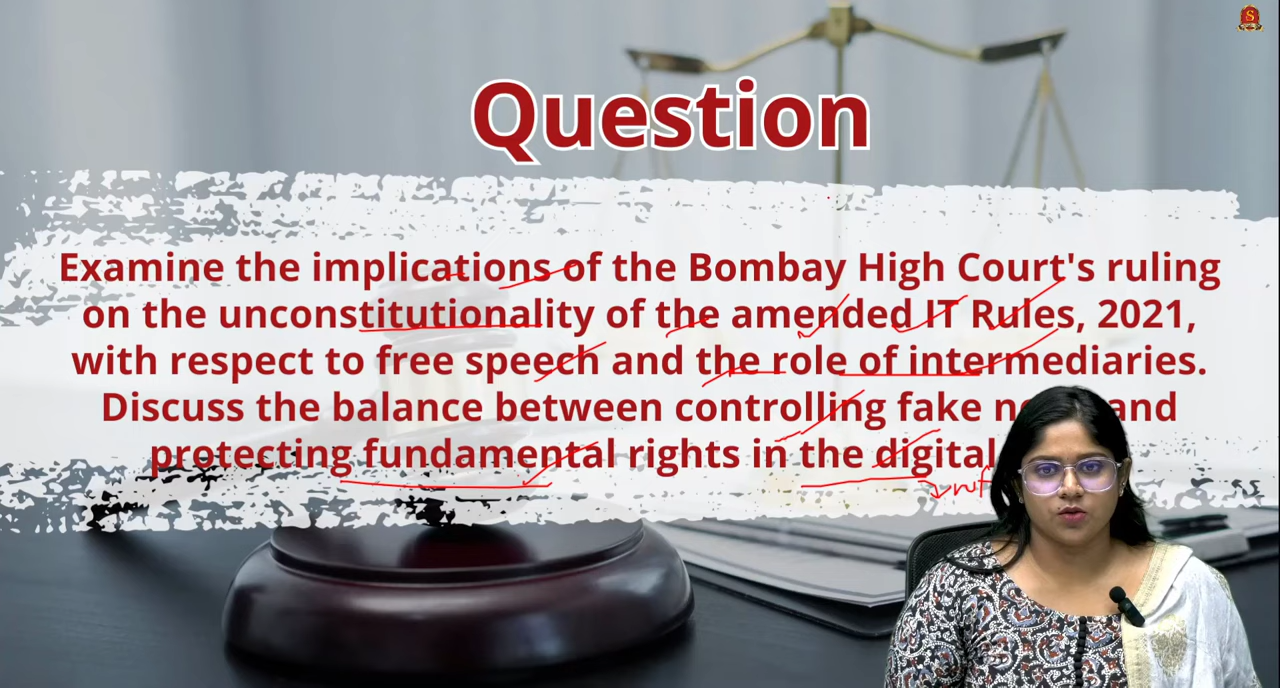 Question
Examine the implications of the Bombay High Court's ruling
on the unconstitutionality of the amended IT Rules, 2021,
with respect to free speech and the role of intermediaries.
Discuss the balance between controlling fake and
protecting fundamental rights in the digital